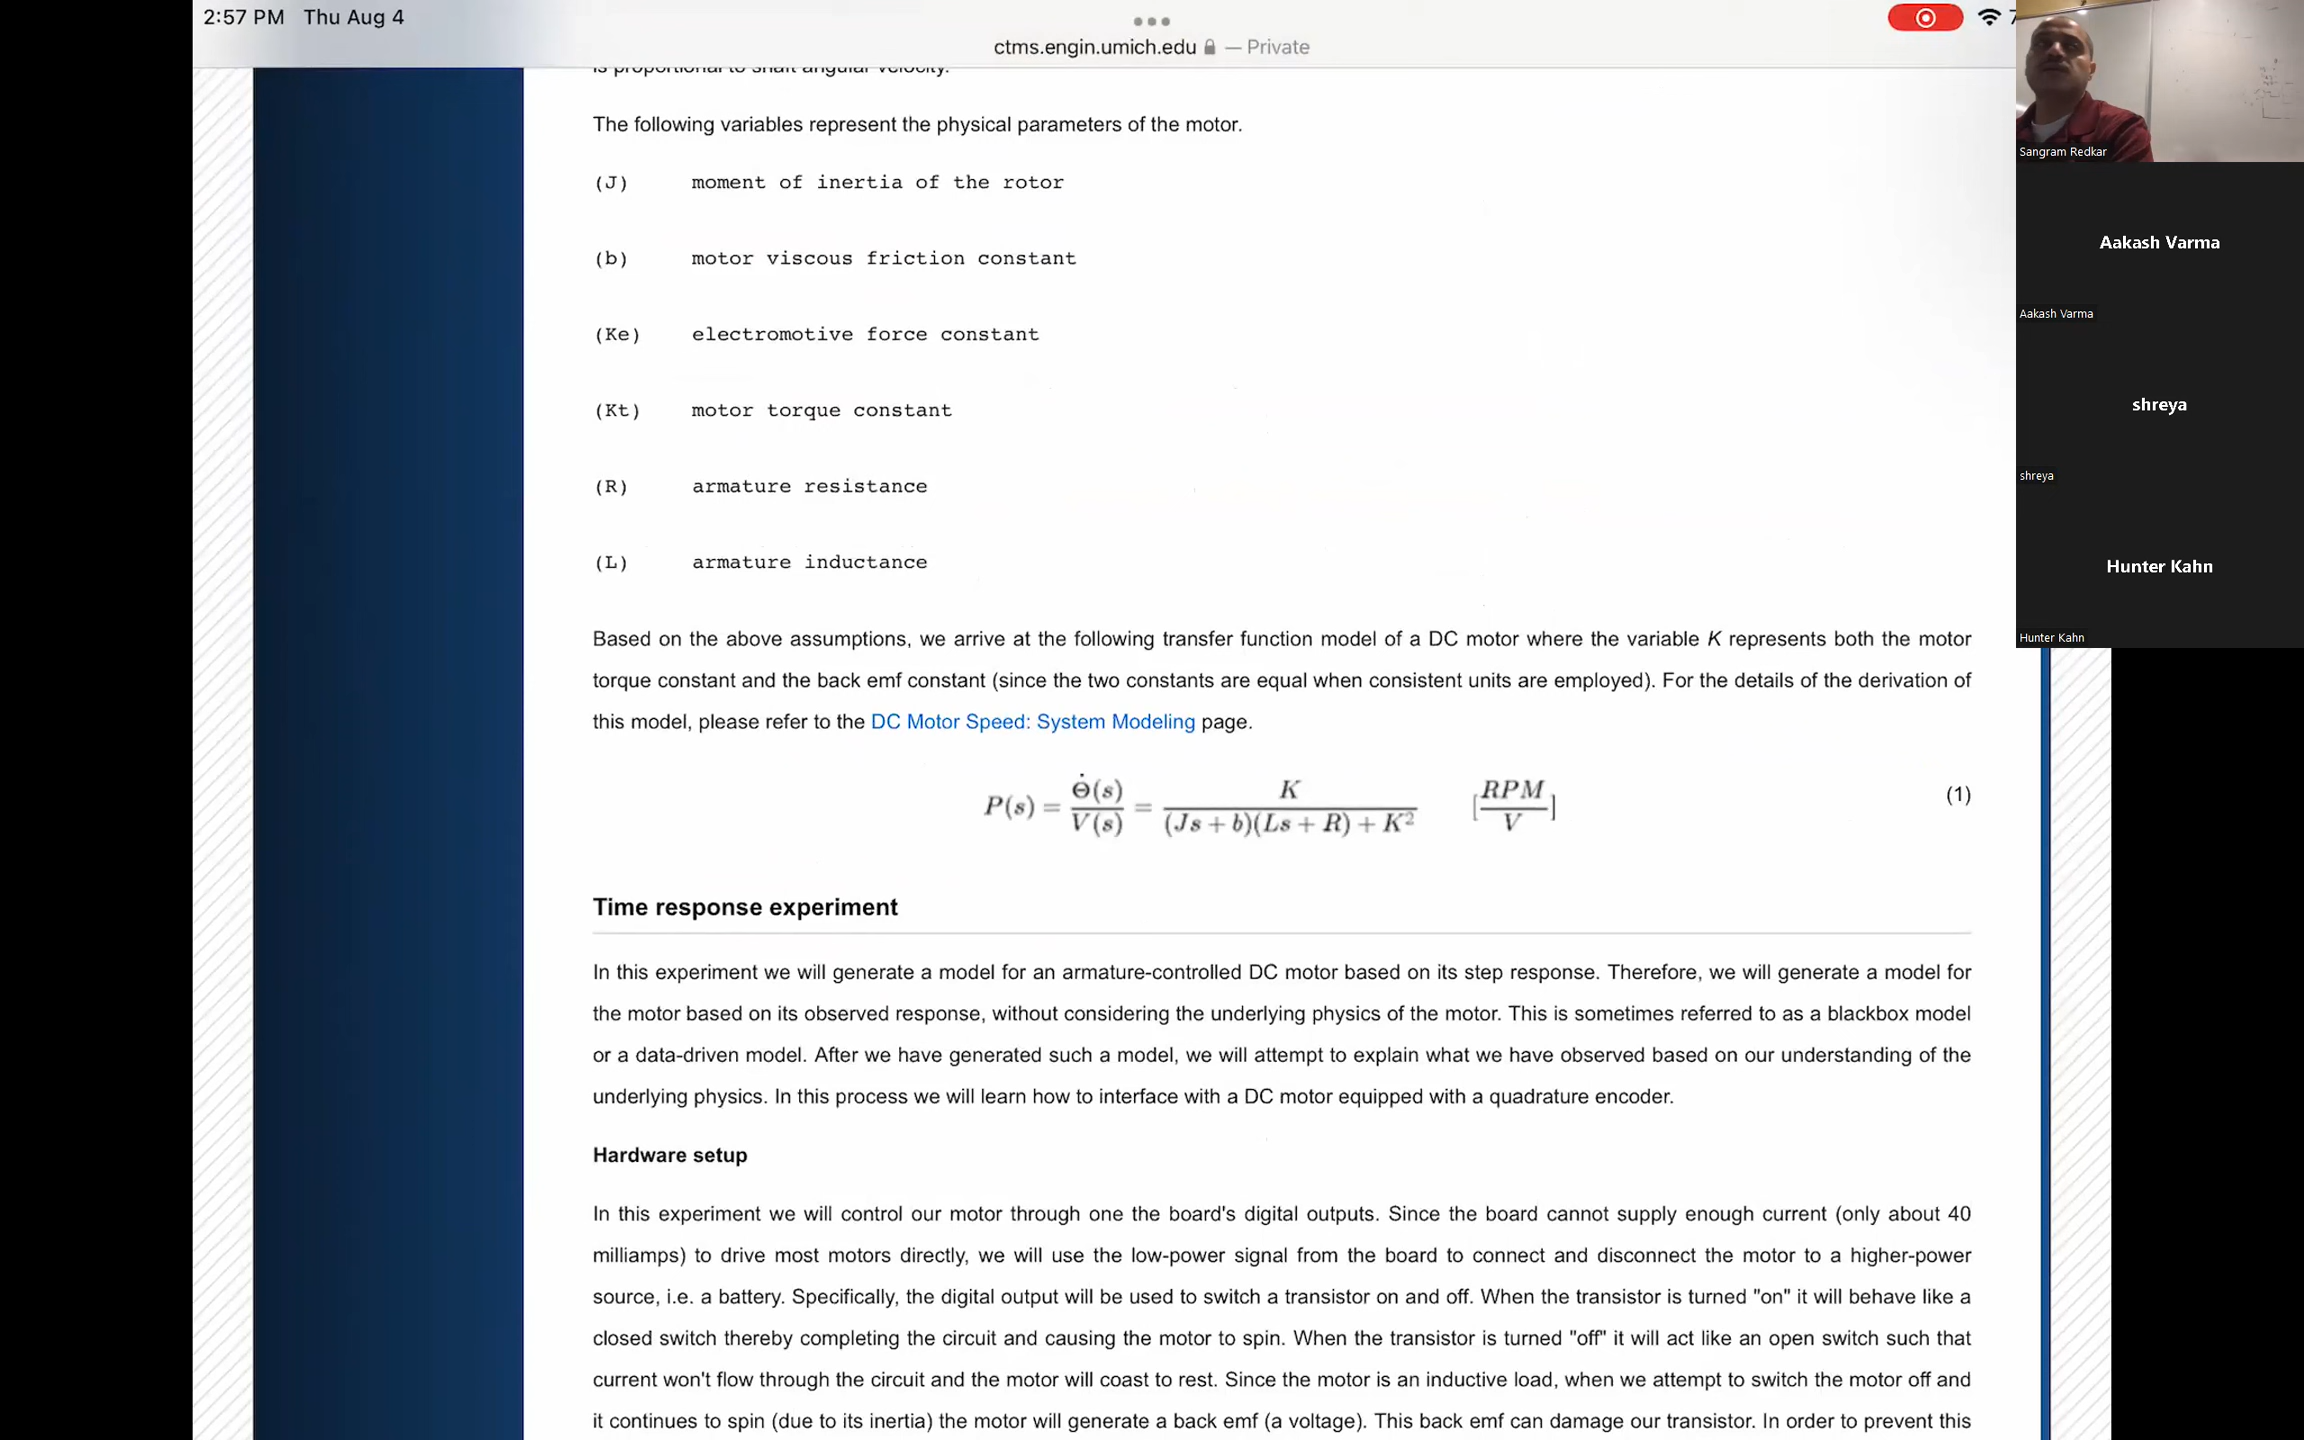 2:57 PM Thu Aug 4
ctms.engin.umich.edu — Private
is proportional to shaft angular velocity.
The following variables represent the physical parameters of the motor.
(J) moment of inertia of the rotor
(b) motor viscous friction constant
(Ke) electromotive force constant
(Kt) motor torque constant
(R) armature resistance
(L) armature inductance
Based on the above assumptions, we arrive at the following transfer function model of a DC motor where the variable K represents both the motor
torque constant and the back emf constant (since the two constants are equal when consistent units are employed). For the details of the derivation of
this model, please refer to the DC Motor Speed: System Modeling page.
P(s) = Θ̇(s) / V(s) = K / ((Js + b)(Ls + R) + K²) [RPM / V] (1)
Time response experiment
In this experiment we will generate a model for an armature-controlled DC motor based on its step response. Therefore, we will generate a model for
the motor based on its observed response, without considering the underlying physics of the motor. This is sometimes referred to as a blackbox model
or a data-driven model. After we have generated such a model, we will attempt to explain what we have observed based on our understanding of the
underlying physics. In this process we will learn how to interface with a DC motor equipped with a quadrature encoder.
Hardware setup
In this experiment we will control our motor through one the board's digital outputs. Since the board cannot supply enough current (only about 40
milliamps) to drive most motors directly, we will use the low-power signal from the board to connect and disconnect the motor to a higher-power
source, i.e. a battery. Specifically, the digital output will be used to switch a transistor on and off. When the transistor is turned "on" it will behave like a
closed switch thereby completing the circuit and causing the motor to spin. When the transistor is turned "off" it will act like an open switch such that
current won't flow through the circuit and the motor will coast to rest. Since the motor is an inductive load, when we attempt to switch the motor off and
it continues to spin (due to its inertia) the motor will generate a back emf (a voltage). This back emf can damage our transistor. In order to prevent this
Sangram Redkar
Aakash Varma
Aakash Varma
shreya
shreya
Hunter Kahn
Hunter Kahn